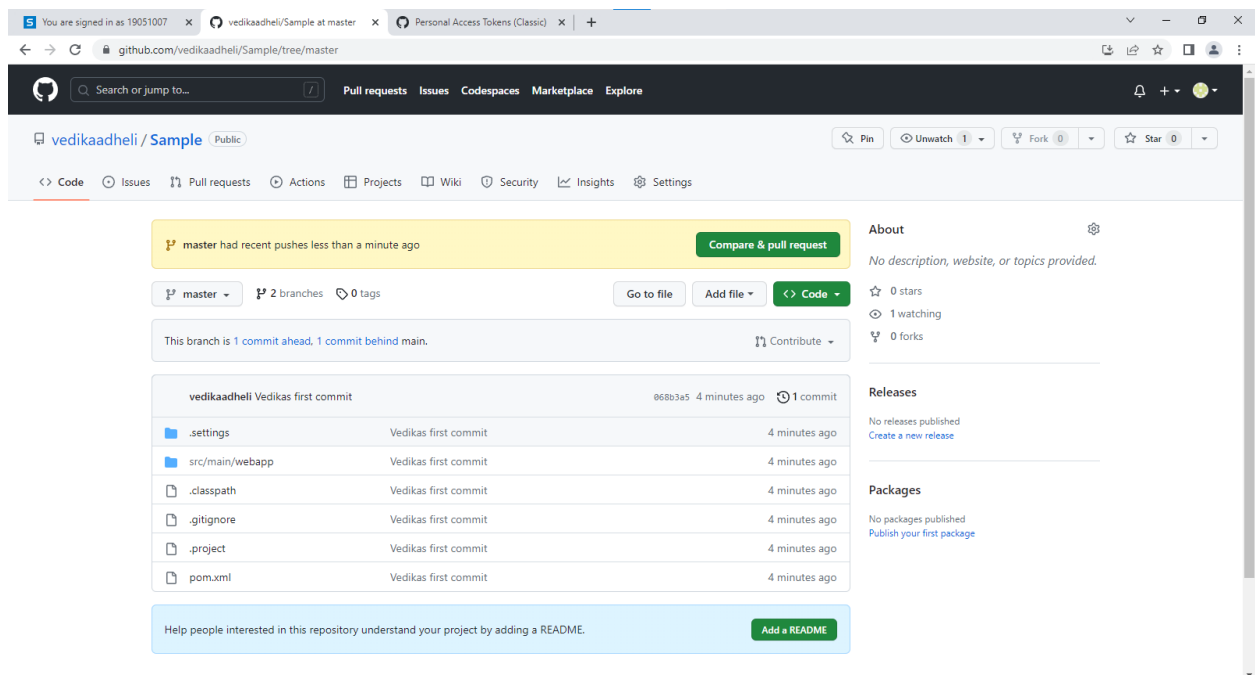 You are signed in as 19051007
vedikaadheli/Sample at master
Personal Access Tokens (Classic)
github.com/vedikaadheli/Sample/tree/master
Search or jump to... /
Pull requests Issues Codespaces Marketplace Explore
vedikaadheli / Sample Public
Pin Unwatch 1 Fork 0 Star 0
Code Issues Pull requests Actions Projects Wiki Security Insights Settings
master had recent pushes less than a minute ago Compare & pull request
master 2 branches 0 tags Go to file Add file <> Code
This branch is 1 commit ahead, 1 commit behind main. Contribute
vedikaadheli Vedikas first commit 068b3a5 4 minutes ago 1 commit
.settings Vedikas first commit 4 minutes ago
src/main/webapp Vedikas first commit 4 minutes ago
.classpath Vedikas first commit 4 minutes ago
.gitignore Vedikas first commit 4 minutes ago
.project Vedikas first commit 4 minutes ago
pom.xml Vedikas first commit 4 minutes ago
Help people interested in this repository understand your project by adding a README. Add a README
About
No description, website, or topics provided.
0 stars
1 watching
0 forks
Releases
No releases published
Create a new release
Packages
No packages published
Publish your first package